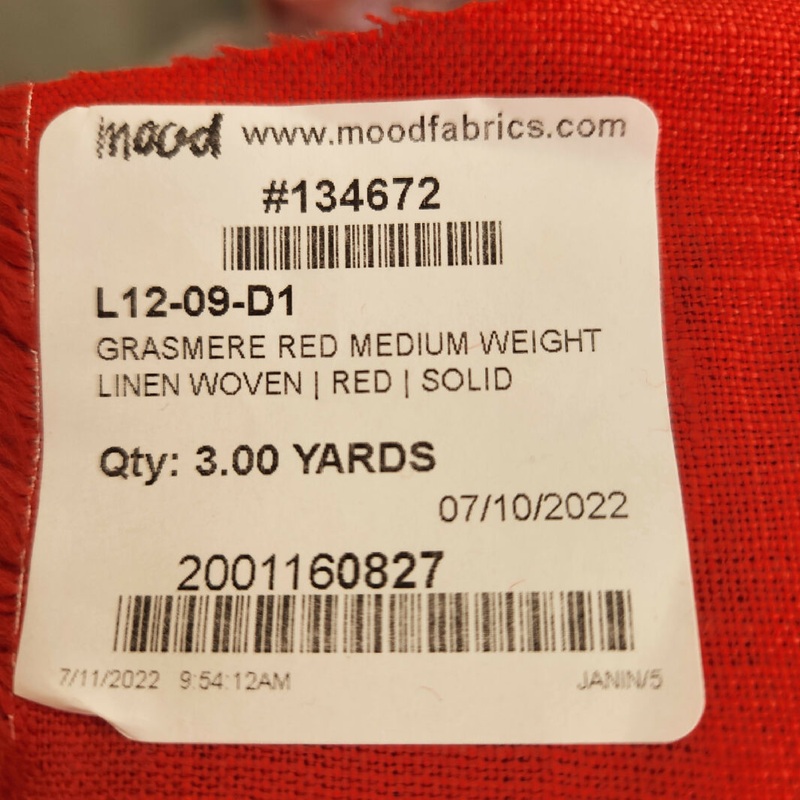 mood www.moodfabrics.com
#134672
L12-09-D1
GRASMERE RED MEDIUM WEIGHT
LINEN WOVEN | RED | SOLID
Qty: 3.00 YARDS
07/10/2022
2001160827
7/11/2022 9:54:12AM JANIN/5